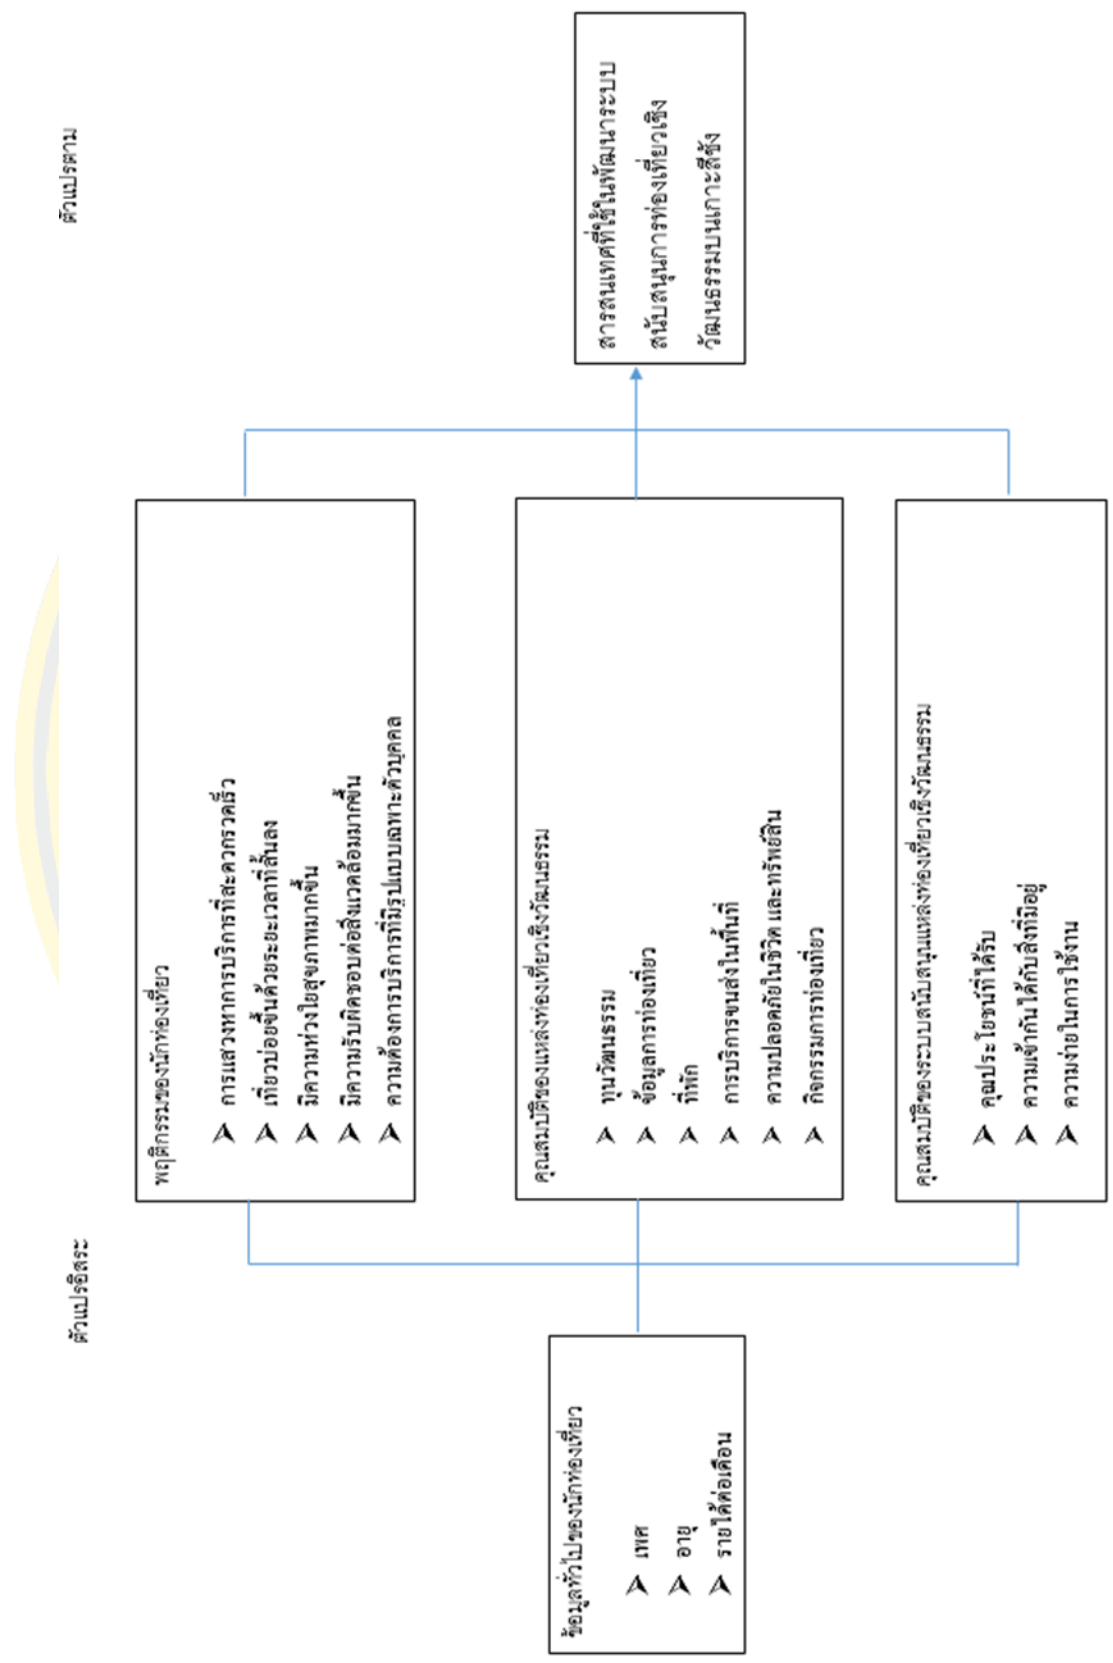 ตัวแปรอิสระ
ตัวแปรตาม
ข้อมูลทั่วไปของนักท่องเที่ยว
เพศ
อายุ
รายได้ต่อเดือน
พฤติกรรมของนักท่องเที่ยว
การแสวงหาการบริการที่สะดวกรวดเร็ว
เที่ยวบ่อยขึ้นด้วยระยะเวลาที่สั้นลง
มีความห่วงใยสุขภาพมากขึ้น
มีความรับผิดชอบต่อสิ่งแวดล้อมมากขึ้น
ความต้องการบริการที่มีรูปแบบเฉพาะตัวบุคคล
คุณสมบัติของแหล่งท่องเที่ยวเชิงวัฒนธรรม
ทุนวัฒนธรรม
ข้อมูลการท่องเที่ยว
ที่พัก
การบริการขนส่งในพื้นที่
ความปลอดภัยในชีวิต และทรัพย์สิน
กิจกรรมการท่องเที่ยว
คุณสมบัติของระบบสนับสนุนแหล่งท่องเที่ยวเชิงวัฒนธรรม
คุณประโยชน์ที่ได้รับ
ความเข้ากันได้กับสิ่งที่มีอยู่
ความง่ายในการใช้งาน
สารสนเทศที่ใช้ในพัฒนาระบบ
สนับสนุนการท่องเที่ยวเชิง
วัฒนธรรมบนเกาะสีชัง